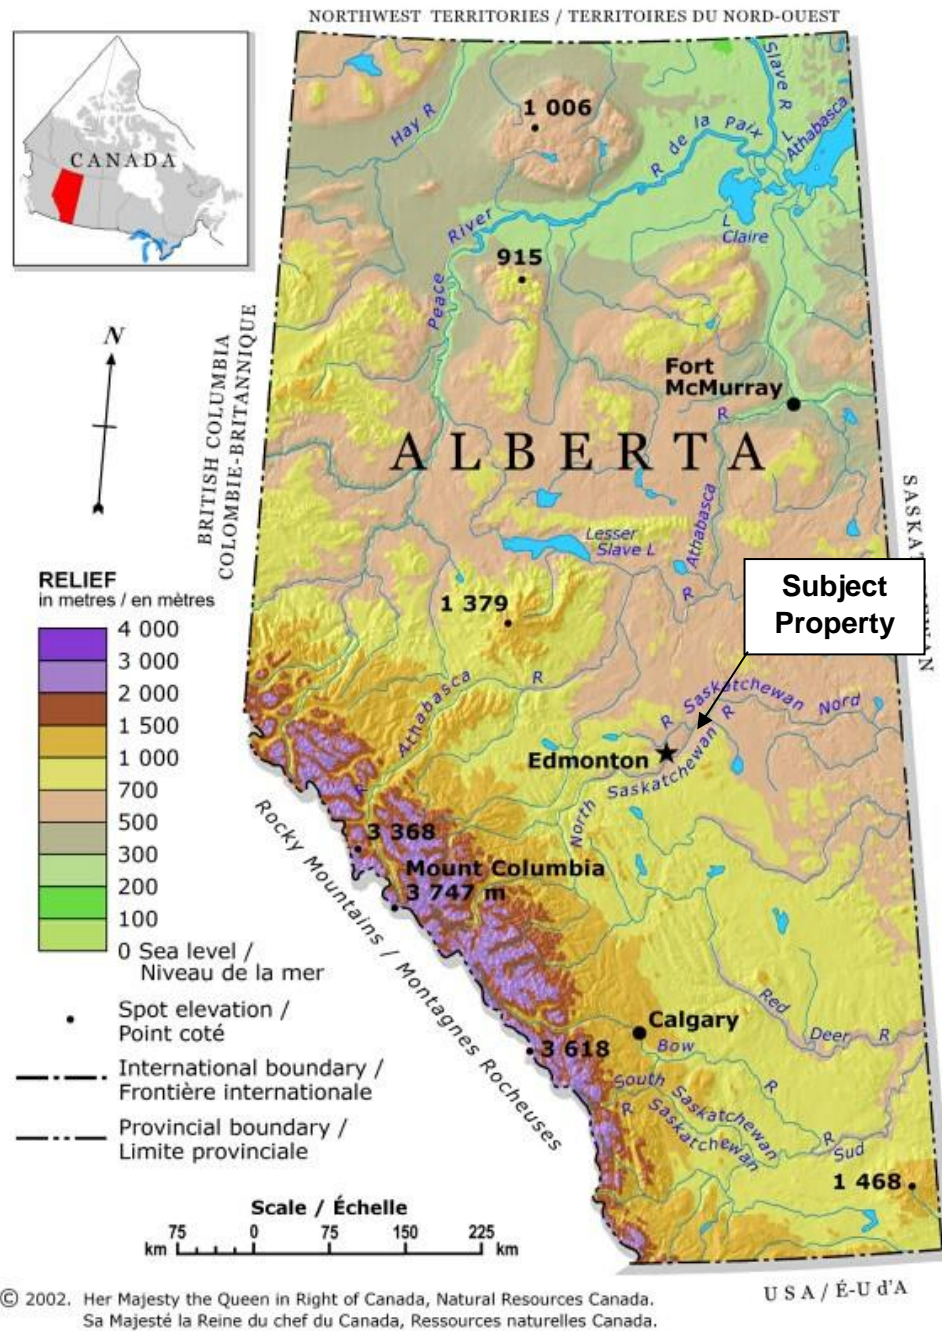 NORTHWEST TERRITORIES / TERRITOIRES DU NORD-OUEST
CANADA
N
BRITISH COLUMBIA
COLOMBIE-BRITANNIQUE
Hay R
1 006
Slave R
L Athabasca
R de la Paix
River
Peace
L
Claire
915
Fort
McMurray
ALBERTA
R
Athabasca
R
Lesser
Slave L
SASK
WAN
Subject
Property
1 379
Athabasca
R
R
R Saskatchewan Nord
Edmonton
North Saskatchewan R
RELIEF
in metres / en mètres
4 000
3 000
2 000
1 500
1 000
700
500
300
200
100
0 Sea level /
Niveau de la mer
Spot elevation /
Point coté
International boundary /
Frontière internationale
Provincial boundary /
Limite provinciale
3 368
Mount Columbia
3 747 m
Rocky Mountains / Montagnes Rocheuses
Red Deer R
Calgary
Bow
R
3 618
South Saskatchewan R
R Saskatchewan Sud
1 468
Scale / Échelle
75 0 75 150 225
km km
USA / É-U d'A
© 2002. Her Majesty the Queen in Right of Canada, Natural Resources Canada.
Sa Majesté la Reine du chef du Canada, Ressources naturelles Canada.